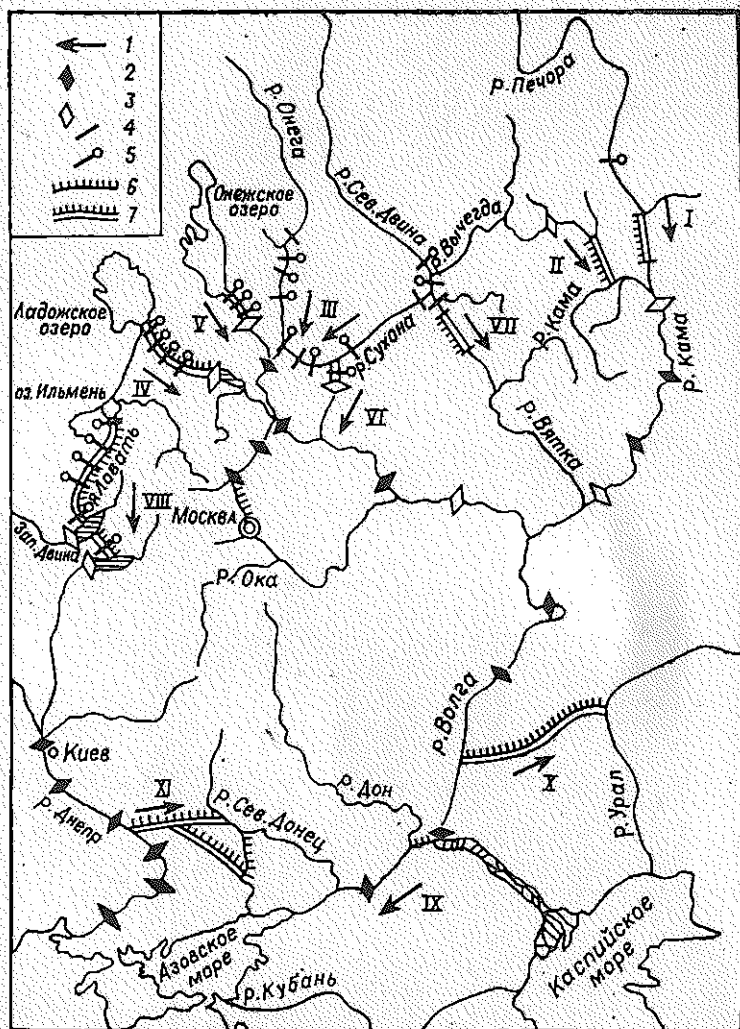 1
2
3
4
5
6
7
р. Печора
р. Онега
Онежское
озеро
р. Сев. Двина
р. Вычегда
I
II
Ладожское
озеро
V
III
р. Сухона
VII
р. Кама
р. Кама
оз. Ильмень
IV
VI
р. Вятка
р. Ловать
VIII
Москва
Зап. Двина
р. Ока
р. Волга
Киев
XI
р. Дон
X
р. Урал
р. Днепр
р. Сев. Донец
IX
Азовское
море
Каспийское
море
р. Кубань